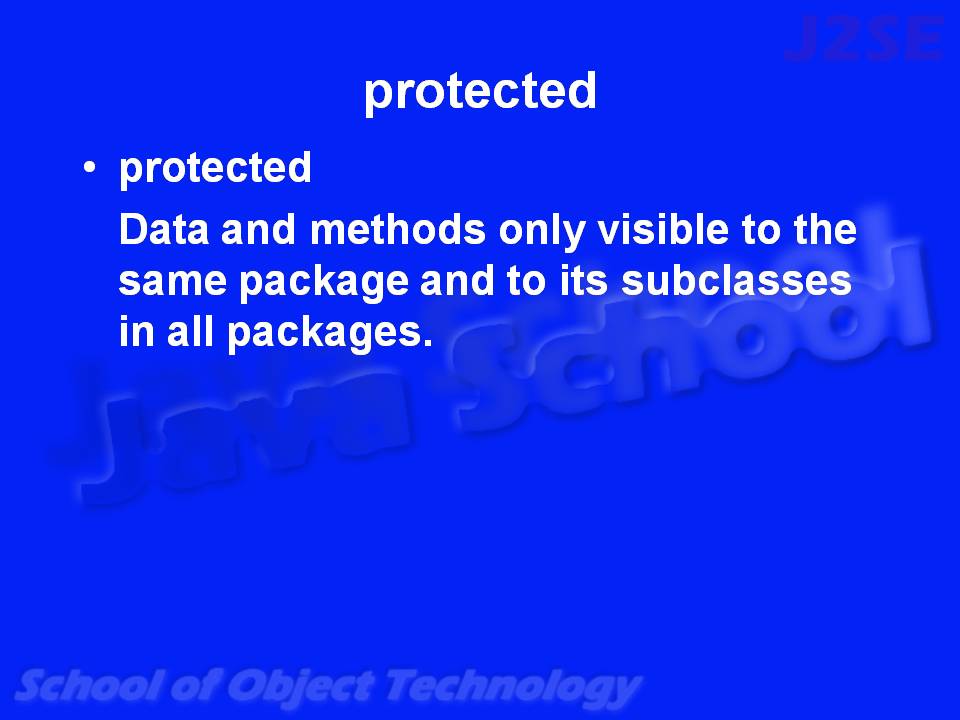 J2SE
protected
• protected
Data and methods only visible to the
same package and to its subclasses
in all packages.
Java School
School of Object Technology